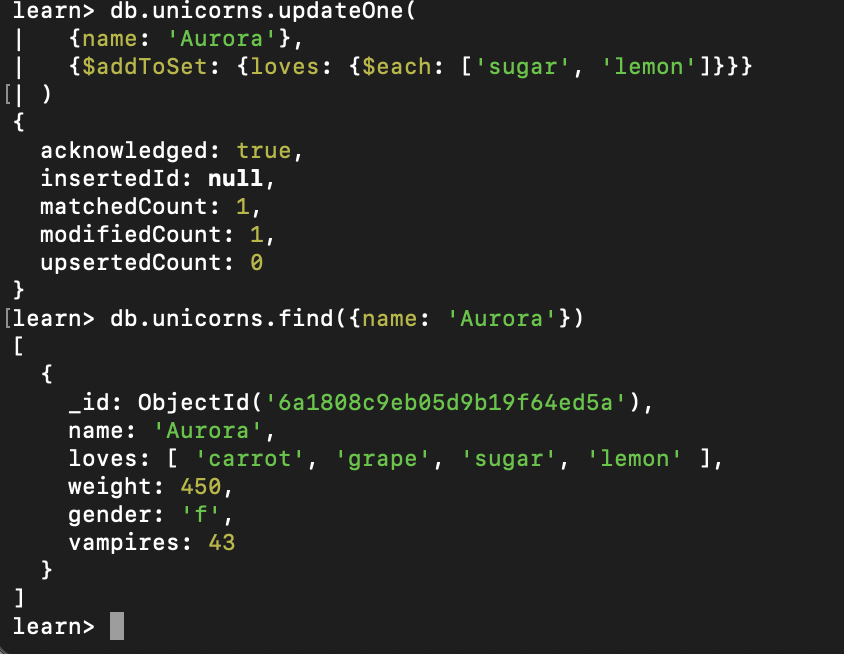 learn> db.unicorns.updateOne(
|   {name: 'Aurora'},
|   {$addToSet: {loves: {$each: ['sugar', 'lemon']}}}
[| )
{
  acknowledged: true,
  insertedId: null,
  matchedCount: 1,
  modifiedCount: 1,
  upsertedCount: 0
}
[learn> db.unicorns.find({name: 'Aurora'})
[
  {
    _id: ObjectId('6a1808c9eb05d9b19f64ed5a'),
    name: 'Aurora',
    loves: [ 'carrot', 'grape', 'sugar', 'lemon' ],
    weight: 450,
    gender: 'f',
    vampires: 43
  }
]
learn>